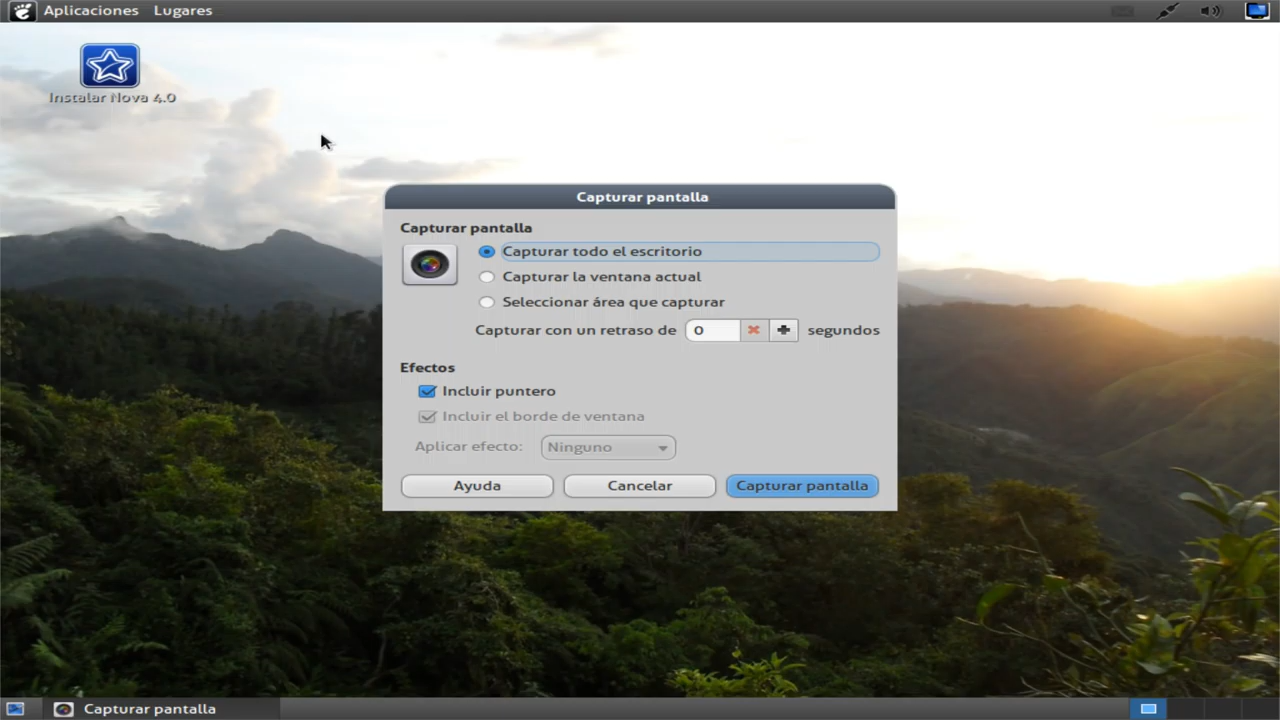 Aplicaciones Lugares
Instalar Nova 4.0
Capturar pantalla
Capturar pantalla
Capturar todo el escritorio
Capturar la ventana actual
Seleccionar área que capturar
Capturar con un retraso de 0 segundos
Efectos
Incluir puntero
Incluir el borde de ventana
Aplicar efecto: Ninguno
Ayuda Cancelar Capturar pantalla
Capturar pantalla